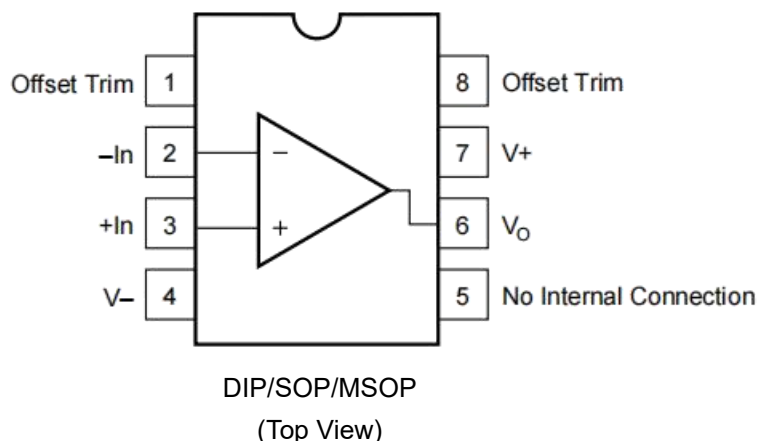 Offset Trim 1
8 Offset Trim
–In 2
–
7 V+
+In 3
+
6 VO
V– 4
5 No Internal Connection
DIP/SOP/MSOP
(Top View)